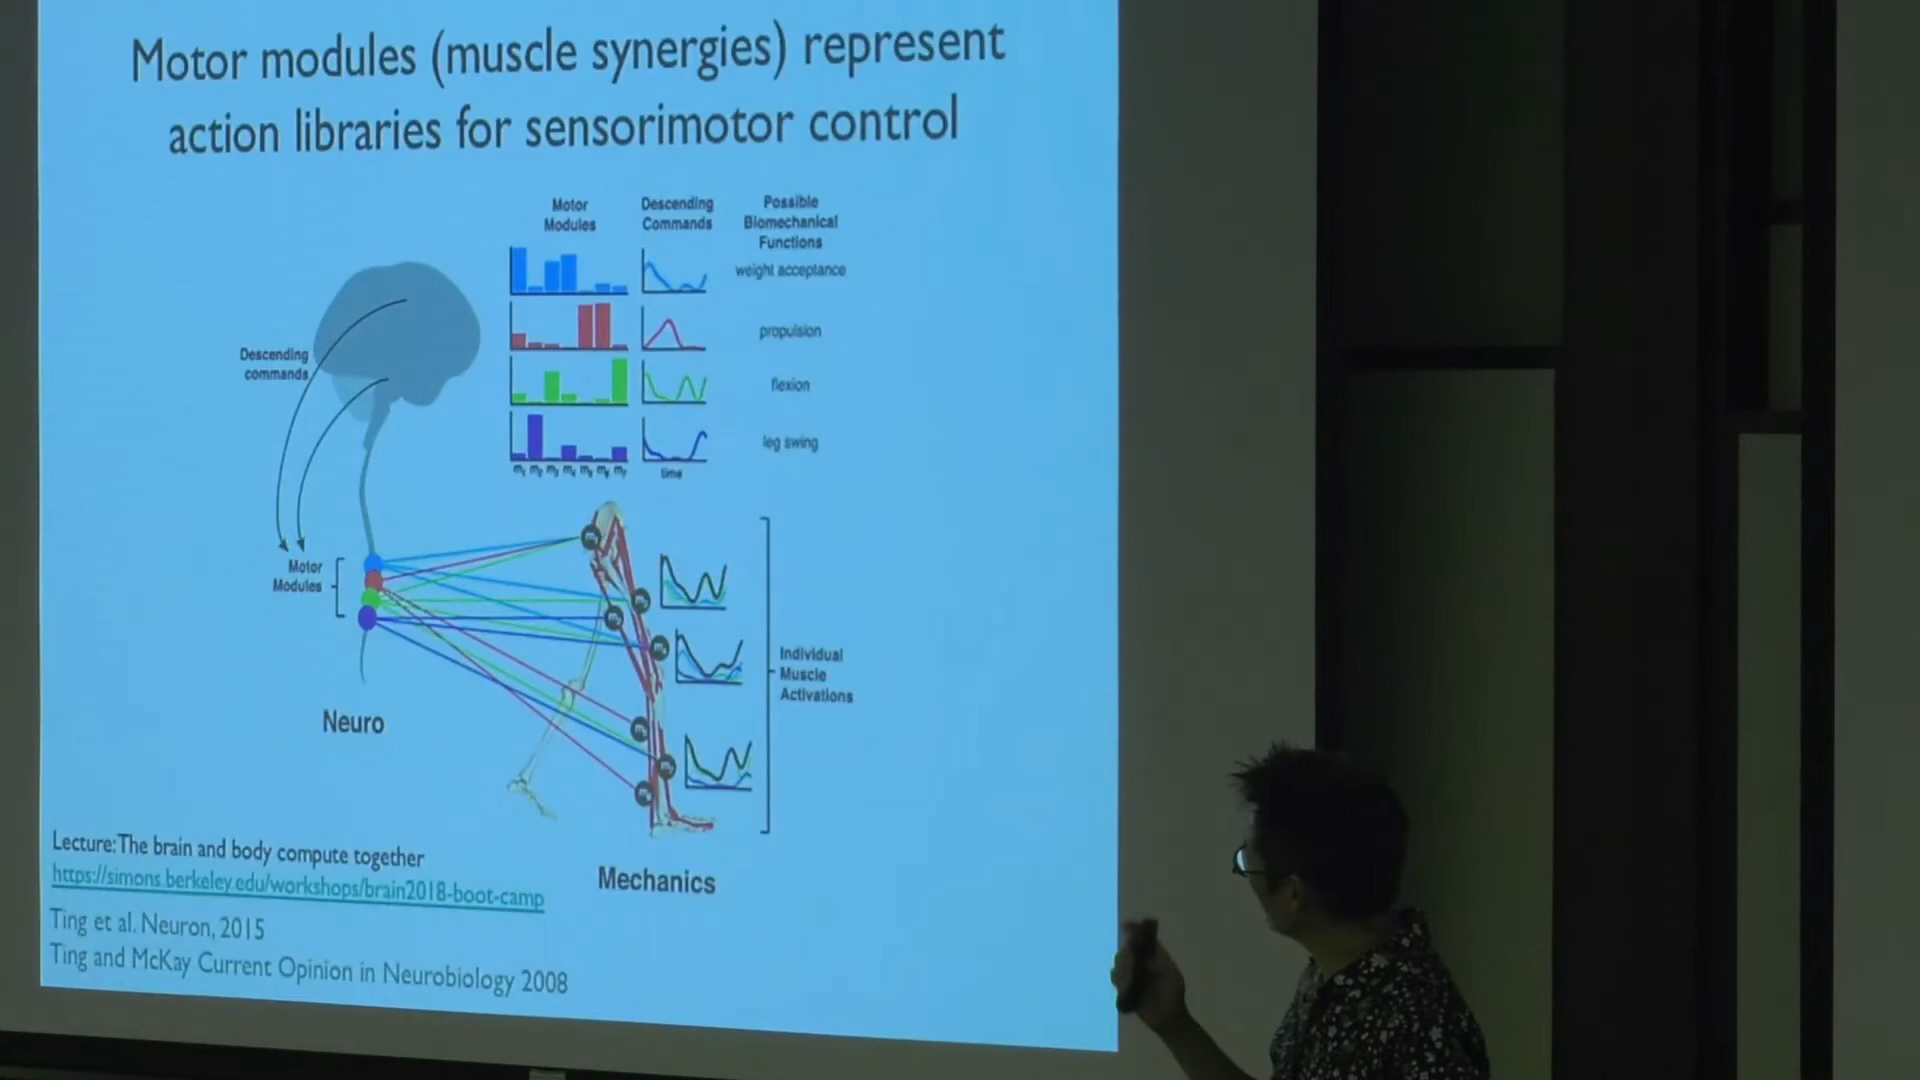 Motor modules (muscle synergies) represent
action libraries for sensorimotor control
Motor
Modules
Descending
Commands
Possible
Biomechanical
Functions
weight acceptance
propulsion
flexion
leg swing
time
Descending
commands
Motor
Modules
Individual
Muscle
Activations
Neuro
Mechanics
Lecture: The brain and body compute together
https://simons.berkeley.edu/workshops/brain2018-boot-camp
Ting et al. Neuron, 2015
Ting and McKay Current Opinion in Neurobiology 2008